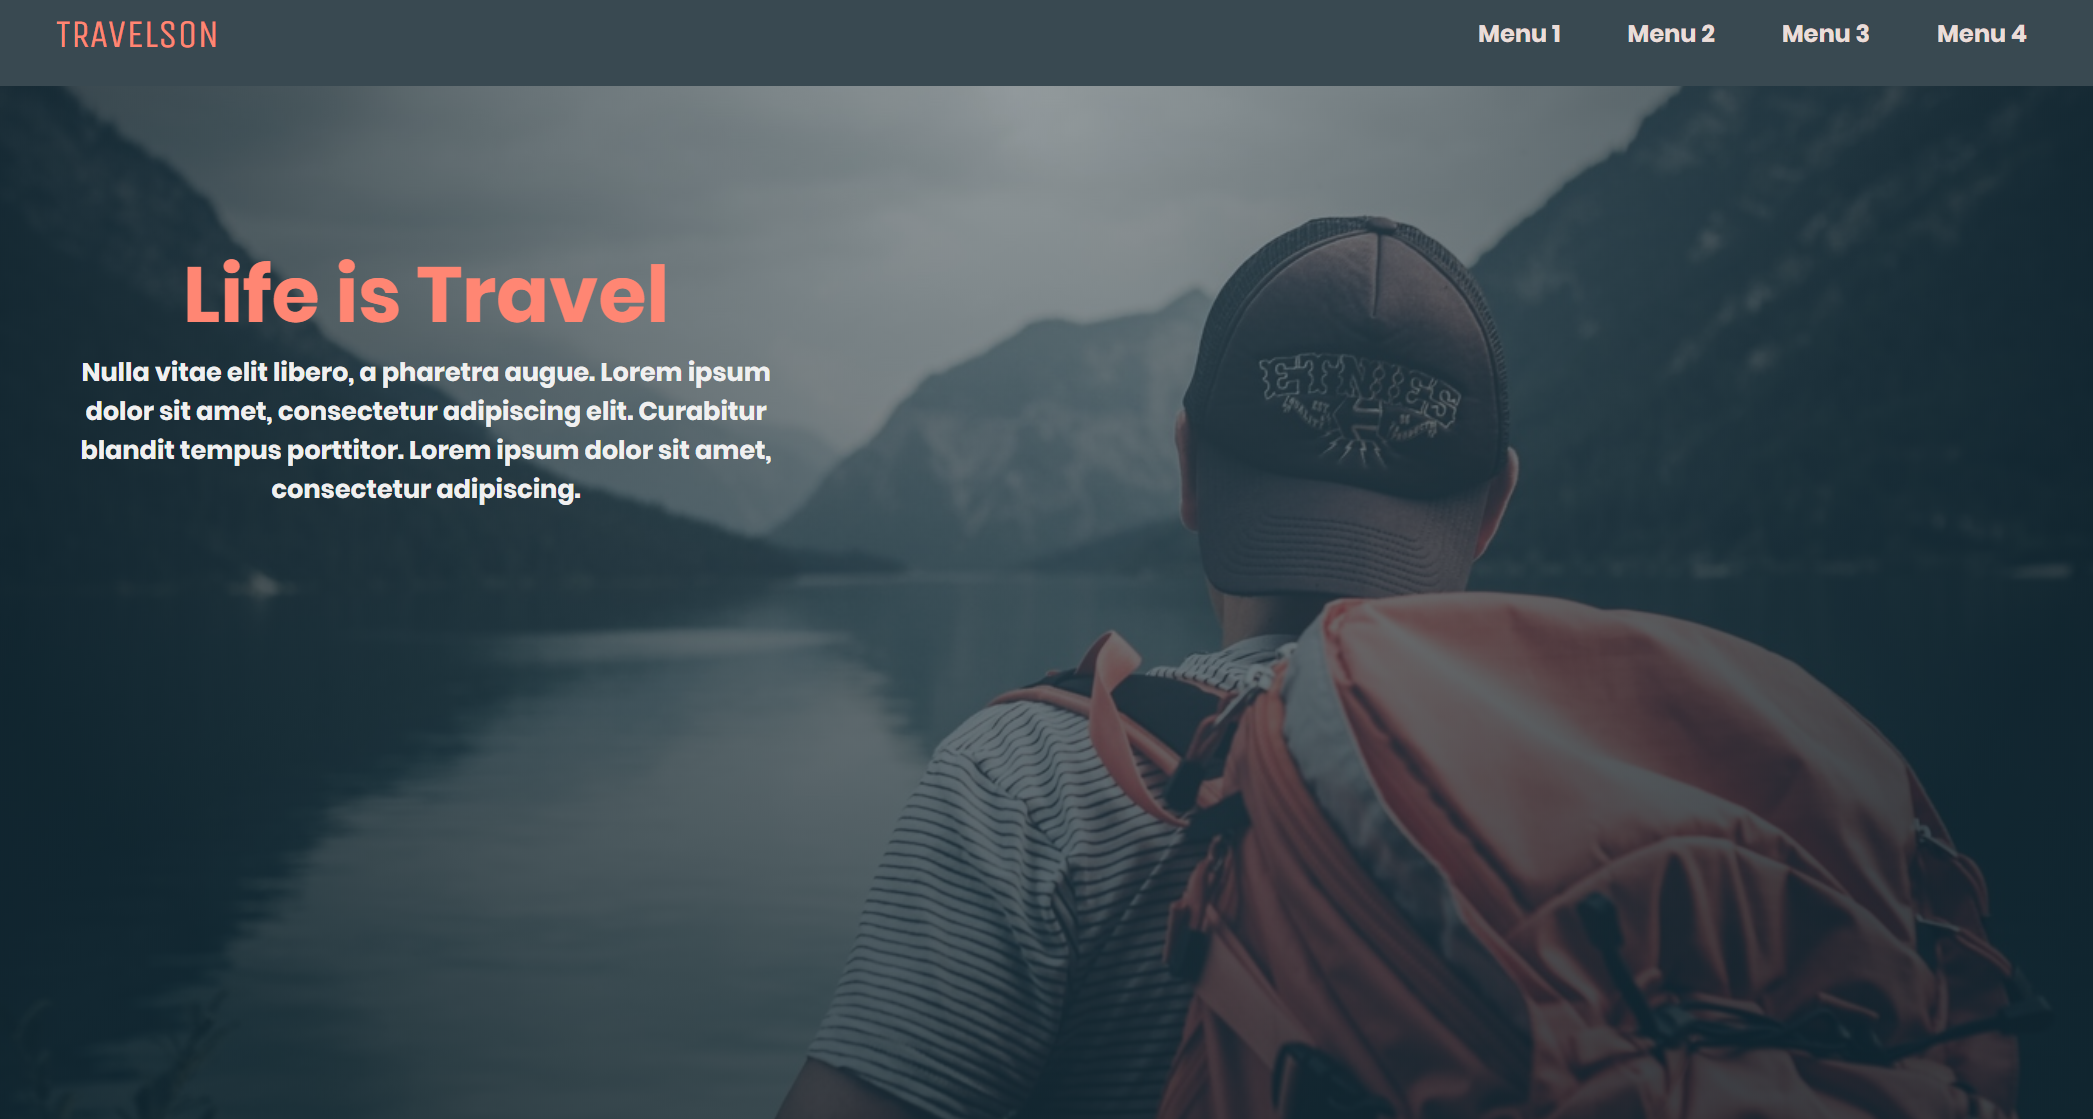 TRAVELSON
Menu 1 Menu 2 Menu 3 Menu 4
Life is Travel
Nulla vitae elit libero, a pharetra augue. Lorem ipsum
dolor sit amet, consectetur adipiscing elit. Curabitur
blandit tempus porttitor. Lorem ipsum dolor sit amet,
consectetur adipiscing.
ETNIES
EST.